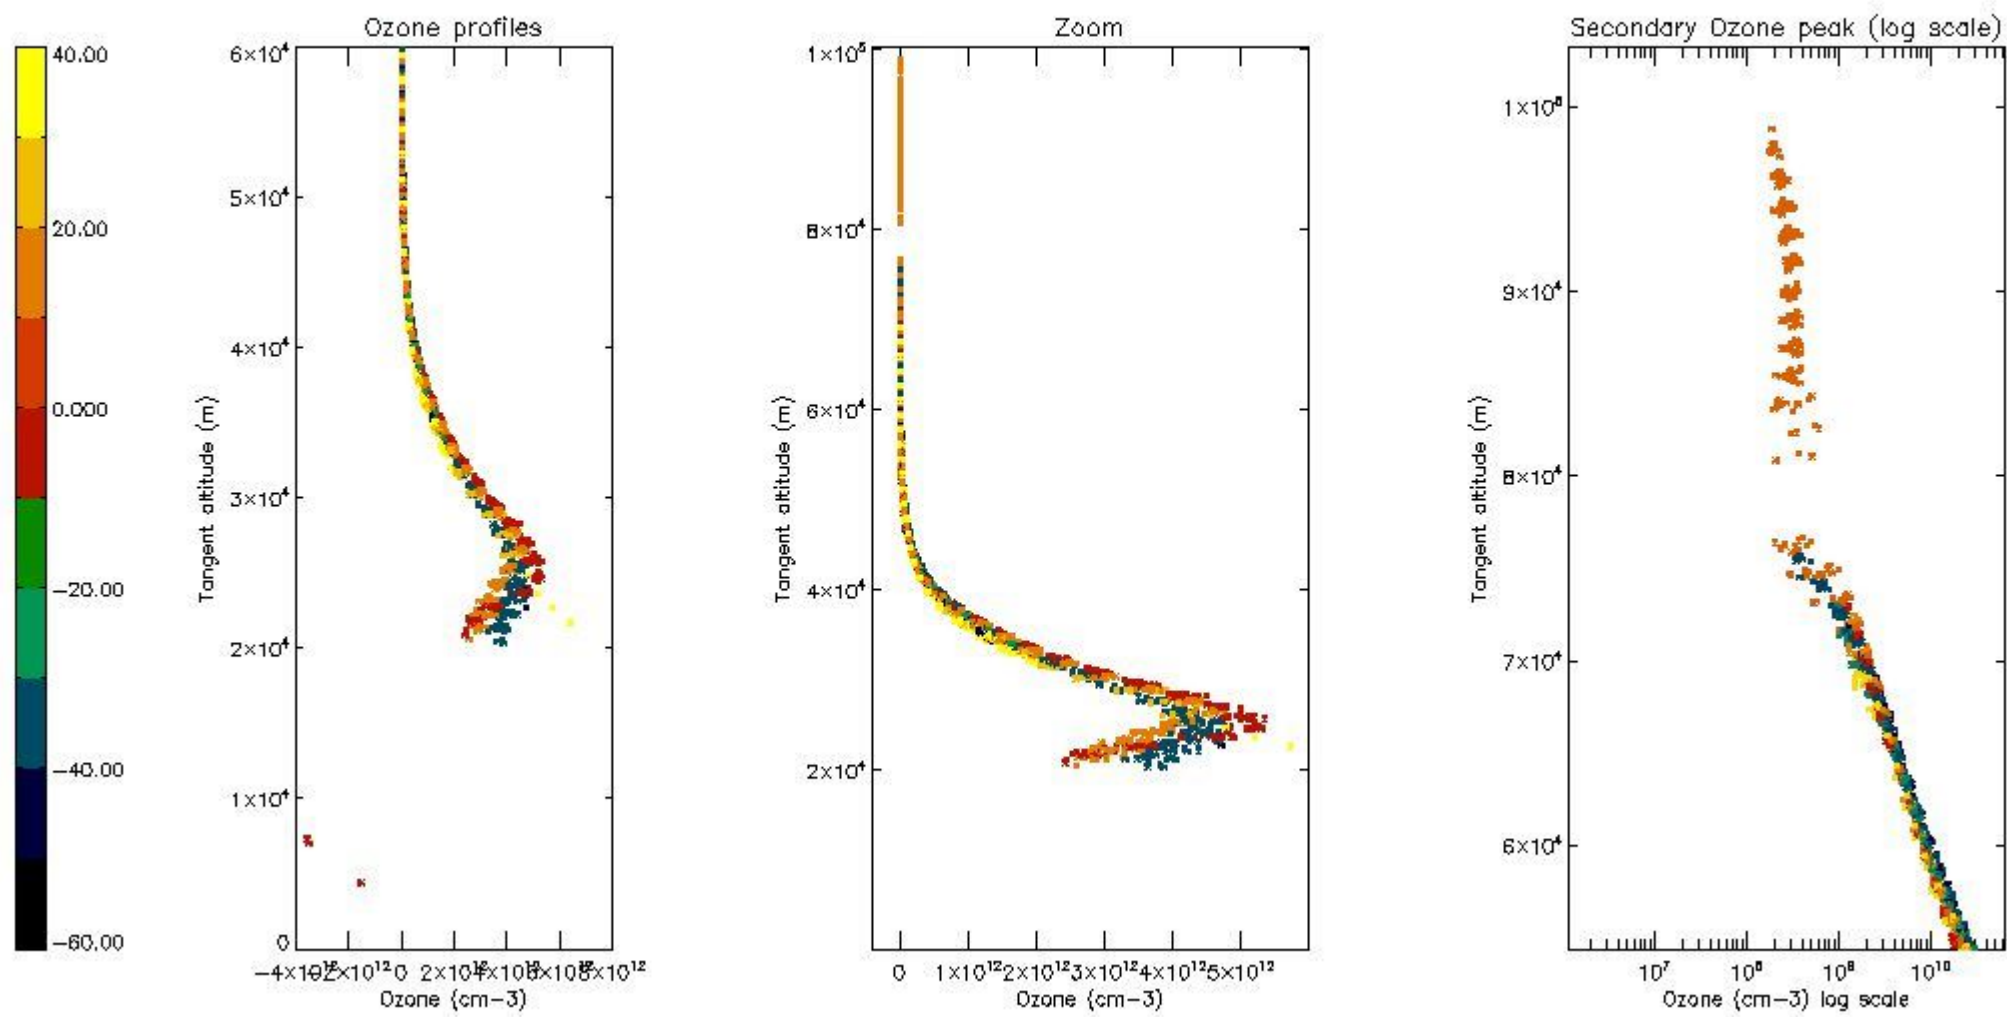 Ozone profiles
Zoom
Secondary Ozone peak (log scale)
40.00
20.00
0.000
−20.00
−40.00
−60.00
6×10⁴
5×10⁴
4×10⁴
3×10⁴
2×10⁴
1×10⁴
0
Tangent altitude (m)
0
Ozone (cm−3)
1×10⁵
8×10⁴
6×10⁴
4×10⁴
2×10⁴
Tangent altitude (m)
0 1×10¹² 2×10¹² 3×10¹² 4×10¹² 5×10¹²
Ozone (cm−3)
9×10⁴
8×10⁴
7×10⁴
6×10⁴
Tangent altitude (m)
10⁷ 10⁸ 10⁹ 10¹⁰
Ozone (cm−3) log scale